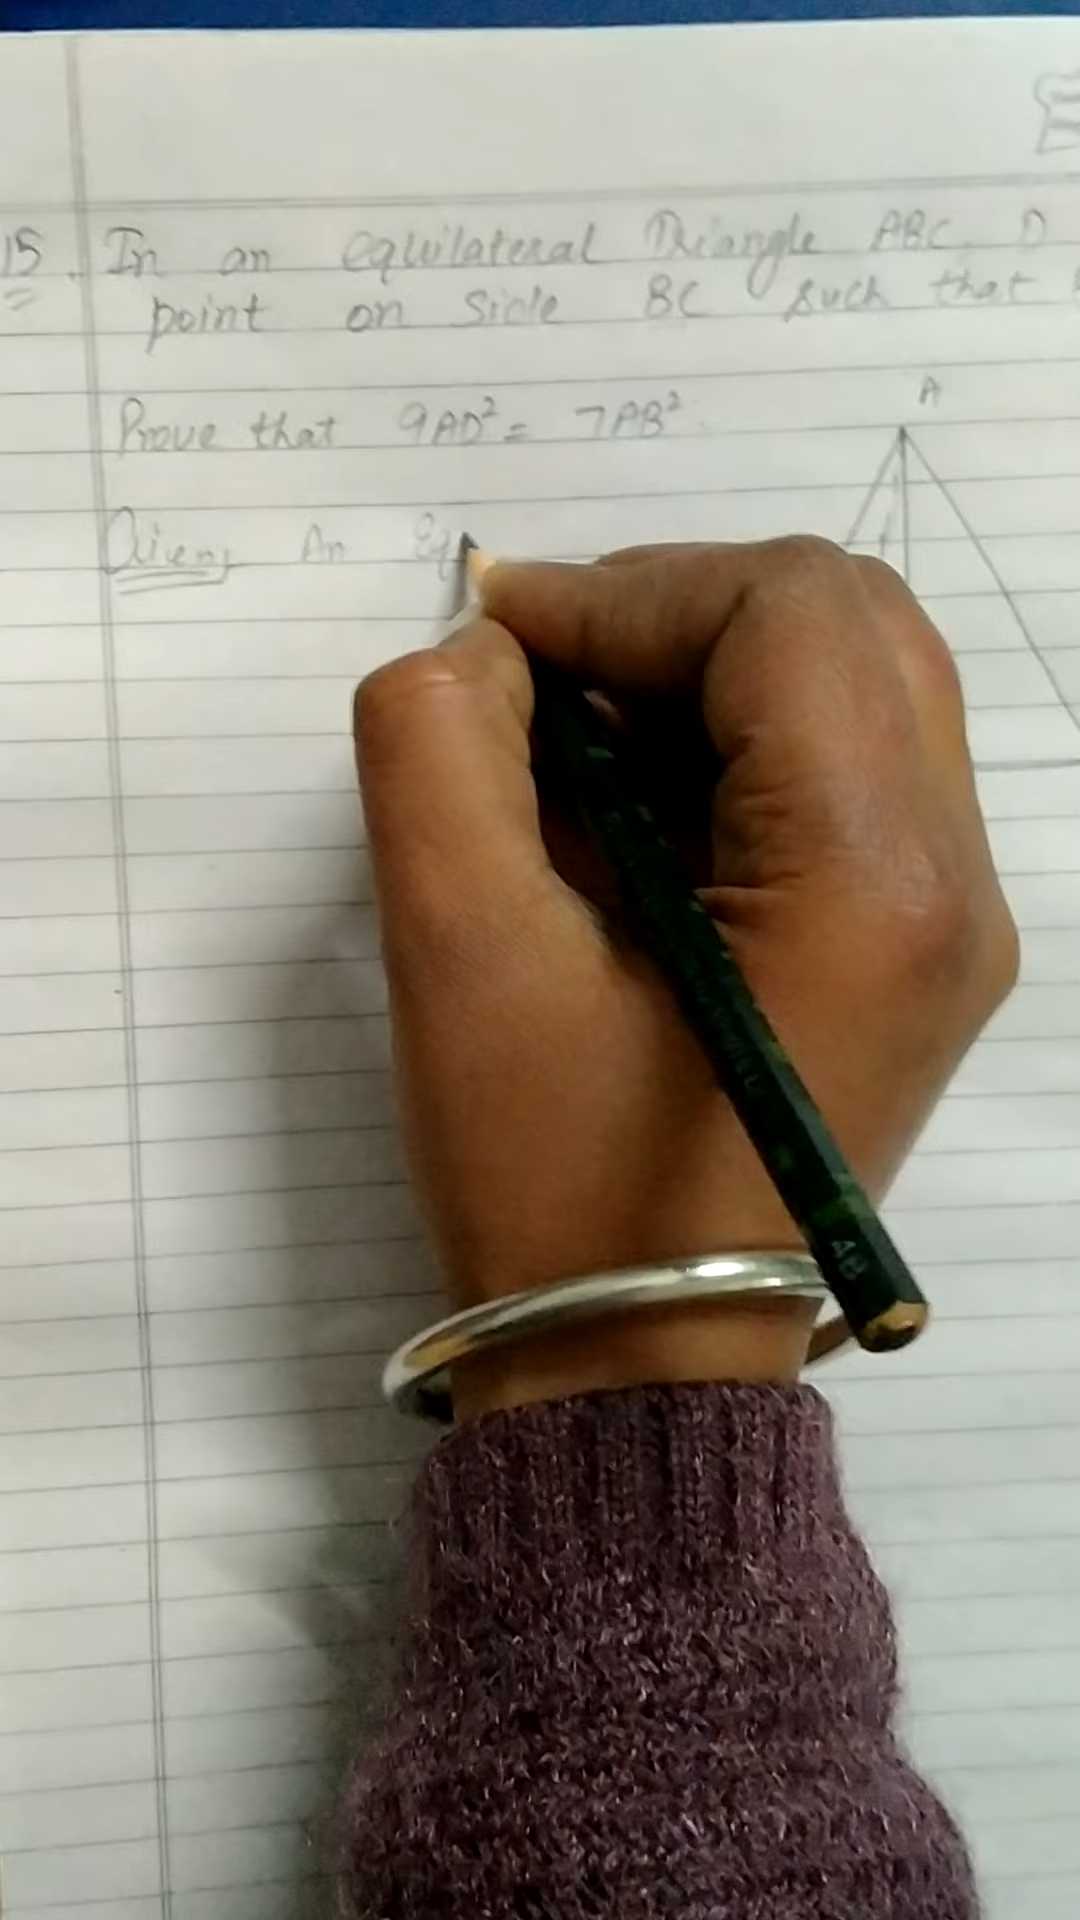 15. In an equilateral Triangle ABC, D
point on side BC such that
Prove that 9AD² = 7AB².
Given, An Eq
A
4B